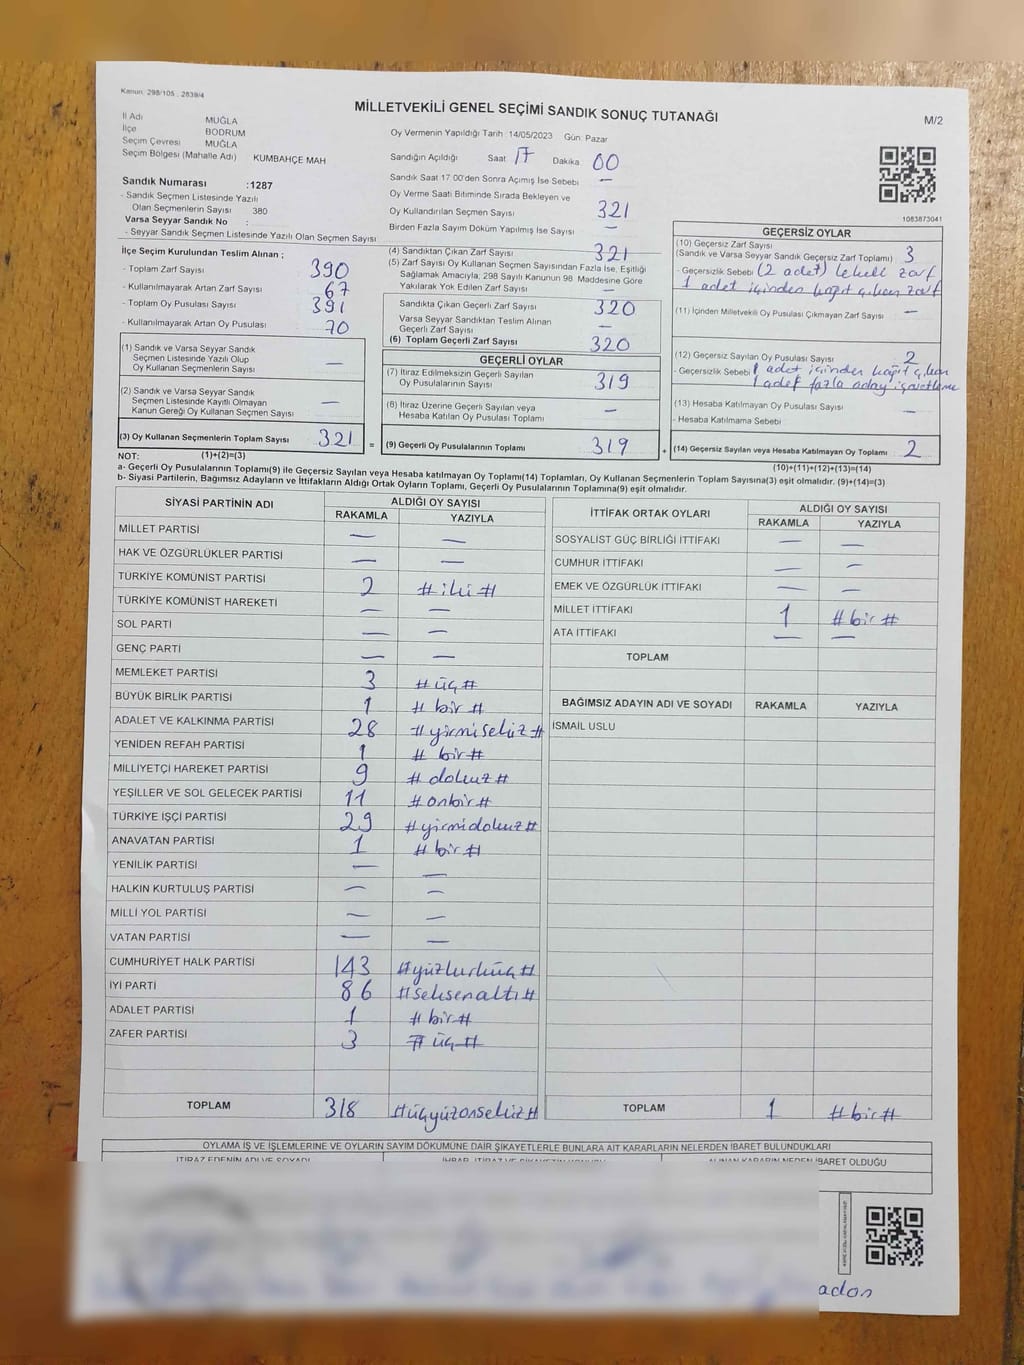 Kanun: 298/105 , 2839/4
MİLLETVEKİLİ GENEL SEÇİMİ SANDIK SONUÇ TUTANAĞI
M/2
İl Adı MUĞLA
İlçe BODRUM
Seçim Çevresi MUĞLA
Seçim Bölgesi (Mahalle Adı) KUMBAHÇE MAH
Sandık Numarası :1287
- Sandık Seçmen Listesinde Yazılı
Olan Seçmenlerin Sayısı 380
Varsa Seyyar Sandık No :
- Seyyar Sandık Seçmen Listesinde Yazılı Olan Seçmen Sayısı
Oy Vermenin Yapıldığı Tarih :14/05/2023 Gün: Pazar
Sandığın Açıldığı Saat 17 Dakika 00
Sandık Saat 17.00'den Sonra Açılmış İse Sebebi —
Oy Verme Saati Bitiminde Sırada Bekleyen ve
Oy Kullandırılan Seçmen Sayısı 321
Birden Fazla Sayım Döküm Yapılmış İse Sayısı —
1083873041
İlçe Seçim Kurulundan Teslim Alınan ;
- Toplam Zarf Sayısı 390
- Kullanılmayarak Artan Zarf Sayısı 67
- Toplam Oy Pusulası Sayısı 391
- Kullanılmayarak Artan Oy Pusulası 70
(1) Sandık ve Varsa Seyyar Sandık
Seçmen Listesinde Yazılı Olup
Oy Kullanan Seçmenlerin Sayısı —
(2) Sandık ve Varsa Seyyar Sandık
Seçmen Listesinde Kayıtlı Olmayan
Kanun Gereği Oy Kullanan Seçmen Sayısı —
(3) Oy Kullanan Seçmenlerin Toplam Sayısı 321 =
(1)+(2)=(3)
(4) Sandıktan Çıkan Zarf Sayısı 321
(5) Zarf Sayısı Oy Kullanan Seçmen Sayısından Fazla İse, Eşitliği
Sağlamak Amacıyla, 298 Sayılı Kanunun 98. Maddesine Göre
Yakılarak Yok Edilen Zarf Sayısı —
Sandıkta Çıkan Geçerli Zarf Sayısı 320
Varsa Seyyar Sandıktan Teslim Alınan
Geçerli Zarf Sayısı —
(6) Toplam Geçerli Zarf Sayısı 320
GEÇERLİ OYLAR
(7) İtiraz Edilmeksizin Geçerli Sayılan
Oy Pusulalarının Sayısı 319
(8) İtiraz Üzerine Geçerli Sayılan veya
Hesaba Katılan Oy Pusulası Toplamı —
(9) Geçerli Oy Pusulalarının Toplamı 319 +
GEÇERSİZ OYLAR
(10) Geçersiz Zarf Sayısı 3
(Sandık ve Varsa Seyyar Sandık Geçersiz Zarf Toplamı)
- Geçersizlik Sebebi (2 adet) lekeli zarf
1 adet içinden kağıt çıkan zarf
(11) İçinden Milletvekili Oy Pusulası Çıkmayan Zarf Sayısı —
(12) Geçersiz Sayılan Oy Pusulası Sayısı 2
- Geçersizlik Sebebi 1 adet içinden kağıt çıkan
1 adet fazla aday işaretleme
(13) Hesaba Katılmayan Oy Pusulası Sayısı —
- Hesaba Katılmama Sebebi
(14) Geçersiz Sayılan veya Hesaba Katılmayan Oy Toplamı 2
(10)+(11)+(12)+(13)=(14)
NOT:
a- Geçerli Oy Pusulalarının Toplamı(9) ile Geçersiz Sayılan veya Hesaba katılmayan Oy Toplamı(14) Toplamları, Oy Kullanan Seçmenlerin Toplam Sayısına(3) eşit olmalıdır. (9)+(14)=(3)
b- Siyasi Partilerin, Bağımsız Adayların ve İttifakların Aldığı Ortak Oyların Toplamı, Geçerli Oy Pusulalarının Toplamına(9) eşit olmalıdır.
SİYASİ PARTİNİN ADI ALDIĞI OY SAYISI
RAKAMLA YAZIYLA
MİLLET PARTİSİ — —
HAK VE ÖZGÜRLÜKLER PARTİSİ — —
TÜRKİYE KOMÜNİST PARTİSİ 2 #iki#
TÜRKİYE KOMÜNİST HAREKETİ — —
SOL PARTİ — —
GENÇ PARTİ — —
MEMLEKET PARTİSİ 3 #üç#
BÜYÜK BİRLİK PARTİSİ 1 #bir#
ADALET VE KALKINMA PARTİSİ 28 #yirmisekiz#
YENİDEN REFAH PARTİSİ 1 #bir#
MİLLİYETÇİ HAREKET PARTİSİ 9 #dokuz#
YEŞİLLER VE SOL GELECEK PARTİSİ 11 #onbir#
TÜRKİYE İŞÇİ PARTİSİ 29 #yirmidokuz#
ANAVATAN PARTİSİ 1 #bir#
YENİLİK PARTİSİ — —
HALKIN KURTULUŞ PARTİSİ — —
MİLLİ YOL PARTİSİ — —
VATAN PARTİSİ — —
CUMHURİYET HALK PARTİSİ 143 #yüzkırküç#
İYİ PARTİ 86 #seksenaltı#
ADALET PARTİSİ 1 #bir#
ZAFER PARTİSİ 3 #üç#
TOPLAM 318 #üçyüzonsekiz#
İTTİFAK ORTAK OYLARI ALDIĞI OY SAYISI
RAKAMLA YAZIYLA
SOSYALİST GÜÇ BİRLİĞİ İTTİFAKI — —
CUMHUR İTTİFAKI — —
EMEK VE ÖZGÜRLÜK İTTİFAKI — —
MİLLET İTTİFAKI 1 #bir#
ATA İTTİFAKI — —
TOPLAM
BAĞIMSIZ ADAYIN ADI VE SOYADI RAKAMLA YAZIYLA
İSMAİL USLU
TOPLAM 1 #bir#
OYLAMA İŞ VE İŞLEMLERİNE VE OYLARIN SAYIM DÖKÜMÜNE DAİR ŞİKAYETLERLE BUNLARA AİT KARARLARIN NELERDEN İBARET BULUNDUKLARI
İTİRAZ EDENİN ADI VE SOYADI
ALINAN KARARIN NEDEN İBARET OLDUĞU